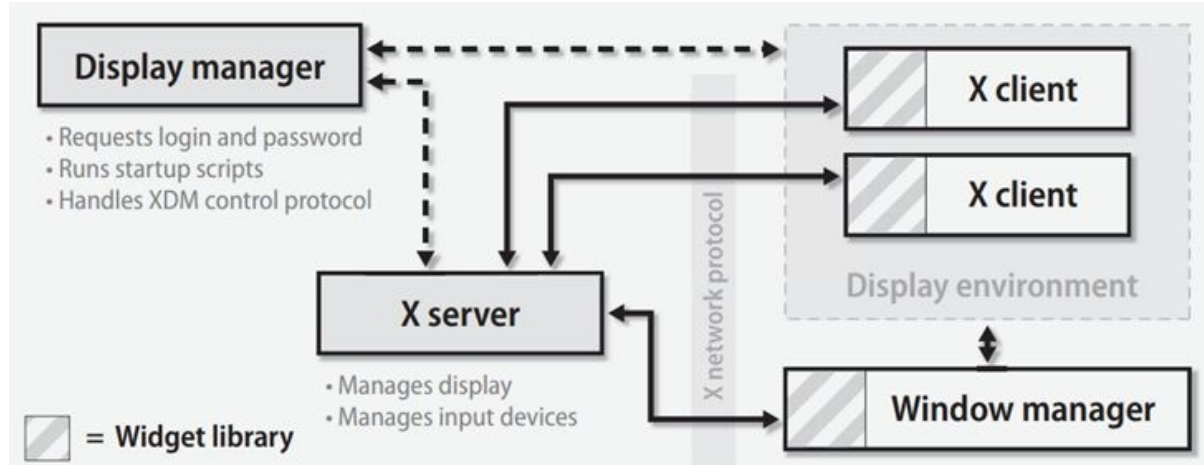 Display manager
• Requests login and password
• Runs startup scripts
• Handles XDM control protocol
X client
X client
Display environment
X network protocol
X server
• Manages display
• Manages input devices
Window manager
= Widget library